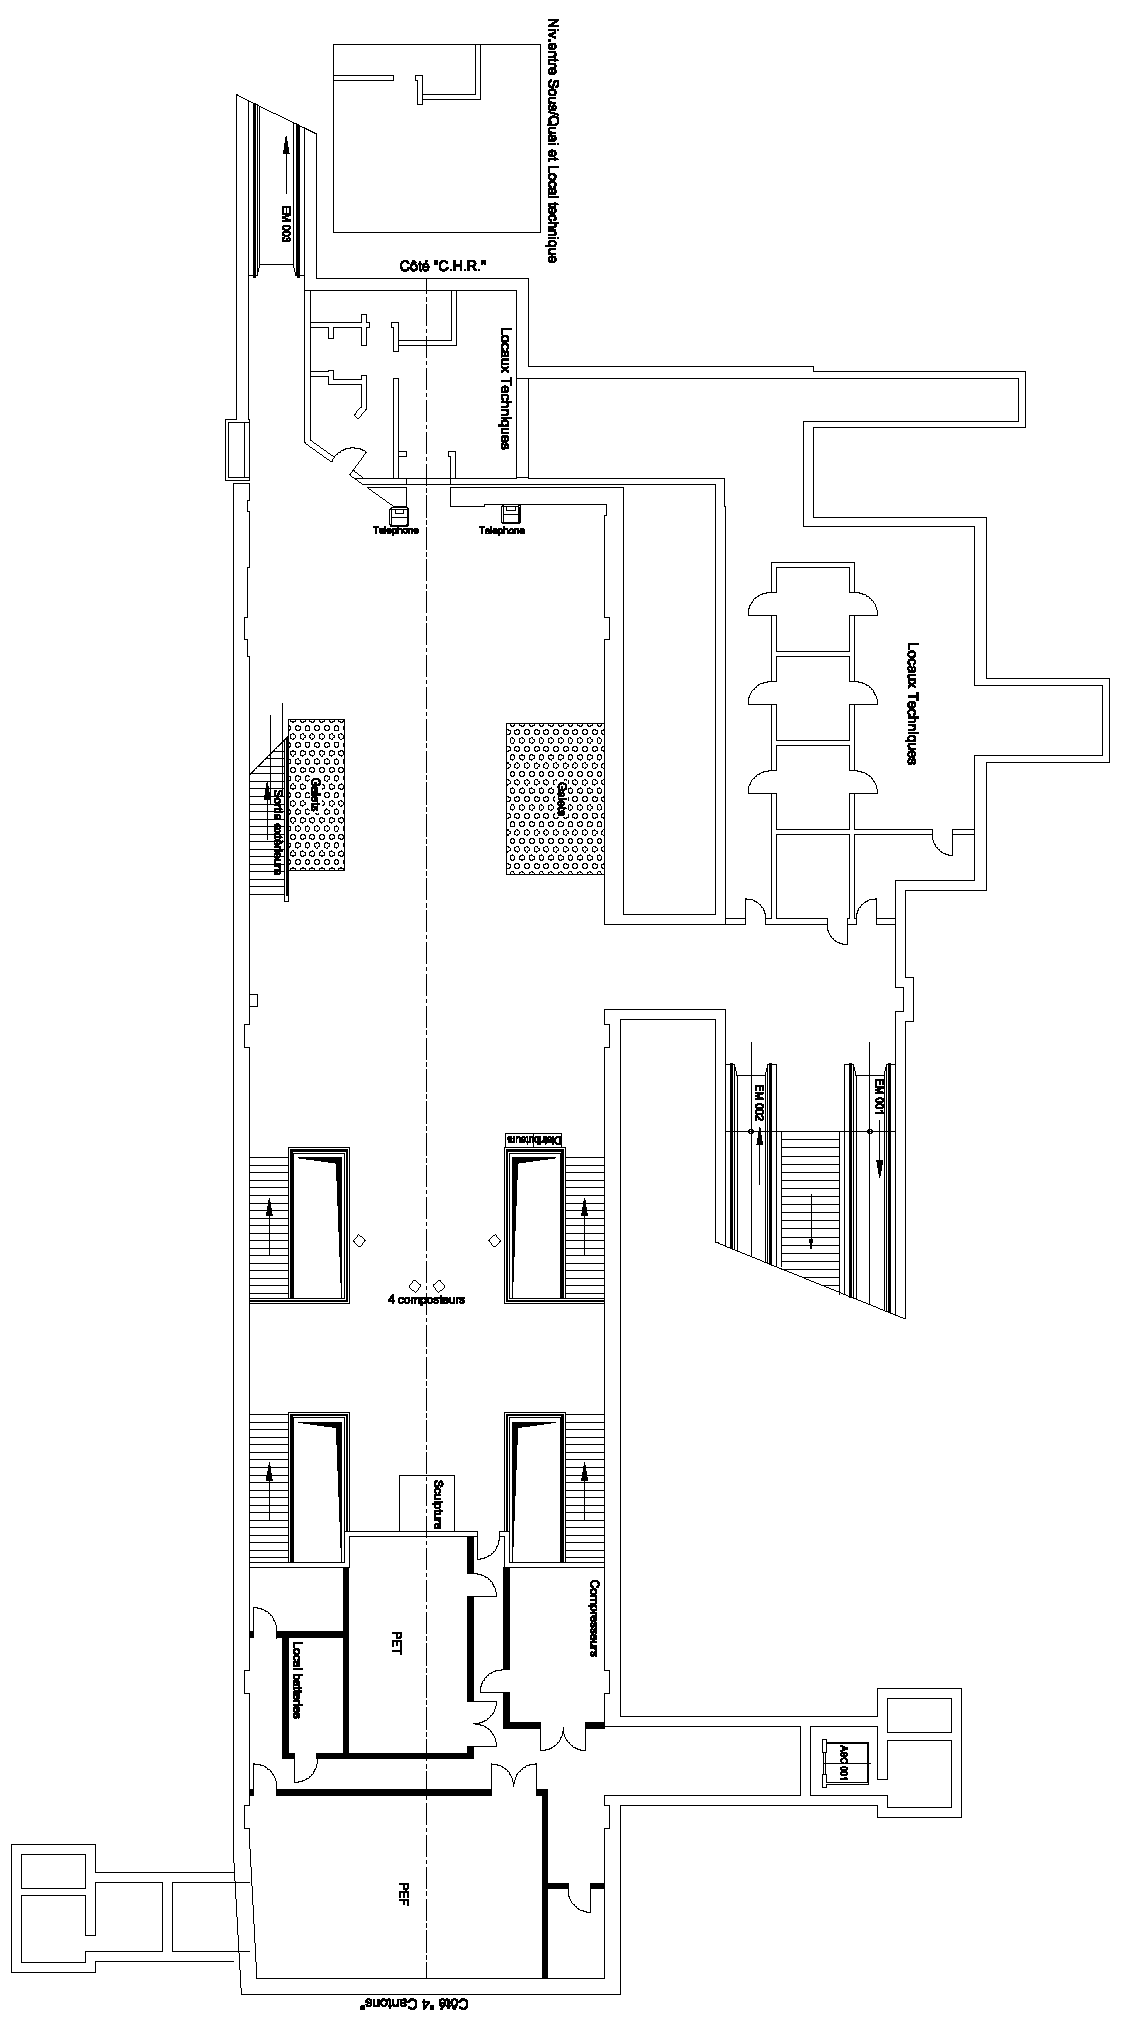 Niv.entre Sous/Quai et Local technique
EM 003
Côté "C.H.R."
Locaux Techniques
Telephone
Telephone
Locaux Techniques
Galets
Galets
Sortie extérieure
EM 002
EM 001
Distributeurs
4 composteurs
Sculpture
Compresseurs
PET
Local batteries
ASC 001
PEF
Côté "4 Cantons"